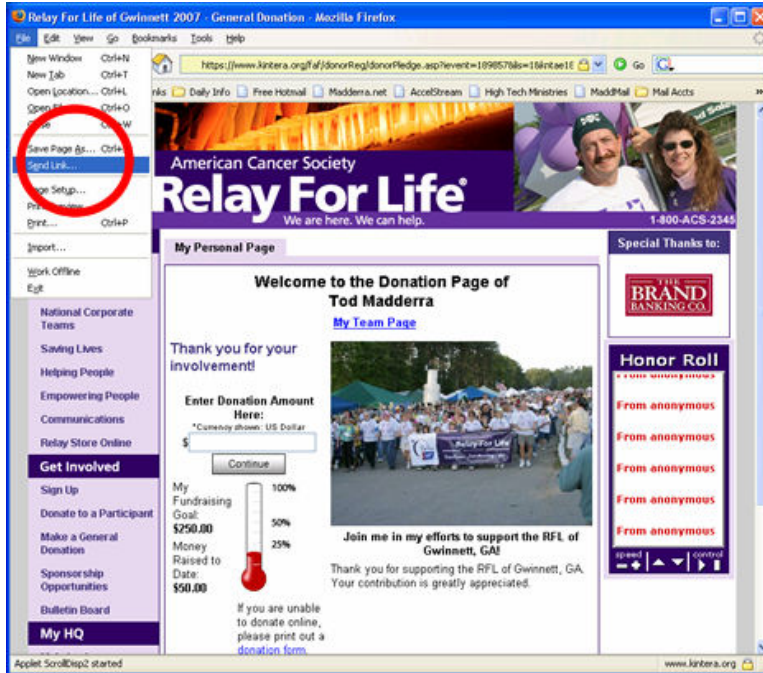 Relay For Life of Gwinnett 2007 - General Donation - Mozilla Firefox
File Edit View Go Bookmarks Tools Help
New Window Ctrl+N
New Tab Ctrl+T
Open Location... Ctrl+L
Ctrl+O
Ctrl+W
Save Page As...
Send Link...
Page Setup...
Print... Ctrl+P
Import...
Work Offline
Exit
Go
Daily Info Free Hotmail Madderra.net AccelStream High Tech Ministries MaddMail Mail Accts
American Cancer Society
Relay For Life
We are here. We can help.
1-800-ACS-2345
National Corporate
Teams
Saving Lives
Helping People
Empowering People
Communications
Relay Store Online
Get Involved
Sign Up
Donate to a Participant
Make a General
Donation
Sponsorship
Opportunities
Bulletin Board
My HQ
My Personal Page
Welcome to the Donation Page of
Tod Madderra
My Team Page
Thank you for your
involvement!
Enter Donation Amount
Here:
*Currency shown: US Dollar
$
Continue
My
Fundraising
Goal:
$250.00
Money
Raised to
Date:
$50.00
100%
50%
25%
If you are unable
to donate online,
please print out a
donation form.
Relay For Life
Join me in my efforts to support the RFL of
Gwinnett, GA!
Thank you for supporting the RFL of Gwinnett, GA.
Your contribution is greatly appreciated.
Special Thanks to:
THE
BRAND
BANKING CO.
Honor Roll
From anonymous
From anonymous
From anonymous
From anonymous
From anonymous
From anonymous
speed control
Applet ScrollDisp2 started
www.kintera.org